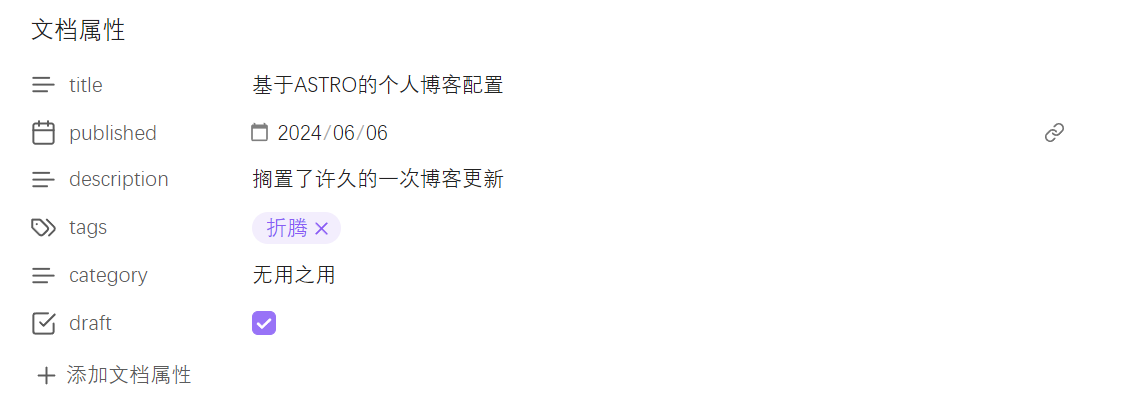 文档属性
title 基于ASTRO的个人博客配置
published 2024/06/06
description 搁置了许久的一次博客更新
tags 折腾
category 无用之用
draft
添加文档属性